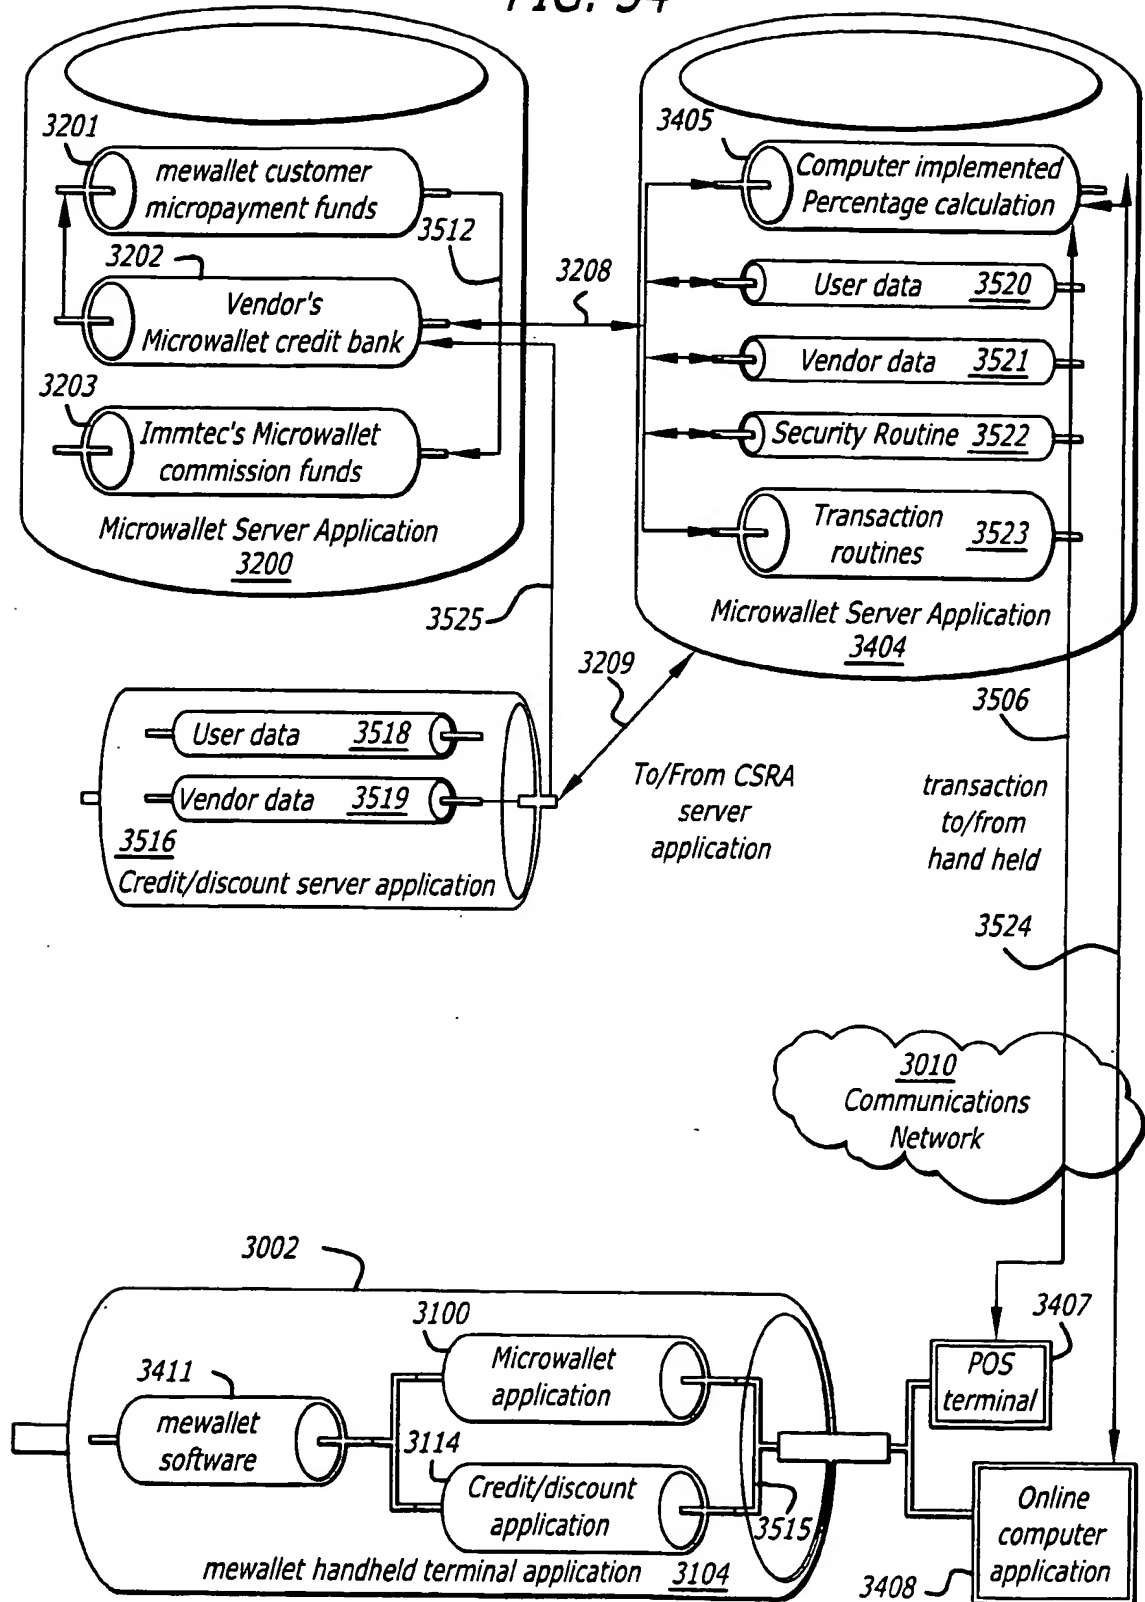 FIG. 34
3201
mewallet customer
micropayment funds
3512
3202
Vendor's
Microwallet credit bank
3203
Immtec's Microwallet
commission funds
Microwallet Server Application
3200
3208
3405
Computer implemented
Percentage calculation
User data 3520
Vendor data 3521
Security Routine 3522
Transaction
routines
3523
Microwallet Server Application
3404
3525
3209
User data 3518
Vendor data 3519
3516
Credit/discount server application
To/From CSRA
server
application
3506
transaction
to/from
hand held
3524
3010
Communications
Network
3002
3411
mewallet
software
3100
Microwallet
application
3114
Credit/discount
application
3515
mewallet handheld terminal application 3104
3407
POS
terminal
Online
computer
application
3408